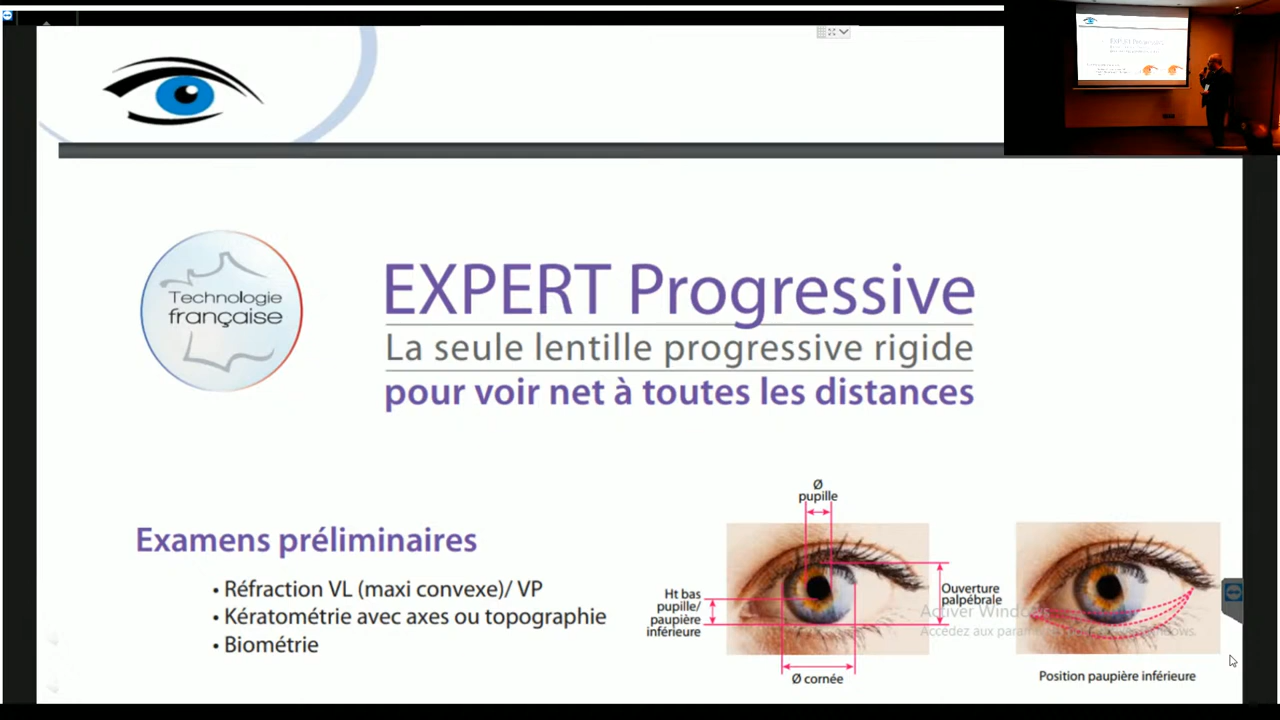 Technologie
française
EXPERT Progressive
La seule lentille progressive rigide
pour voir net à toutes les distances
Examens préliminaires
• Réfraction VL (maxi convexe)/ VP
• Kératométrie avec axes ou topographie
• Biométrie
Ø
pupille
Ht bas
pupille/
paupière
inférieure
Ouverture
palpébrale
Ø cornée
Activer Windows
Accédez aux paramètres Windows.
Position paupière inférieure